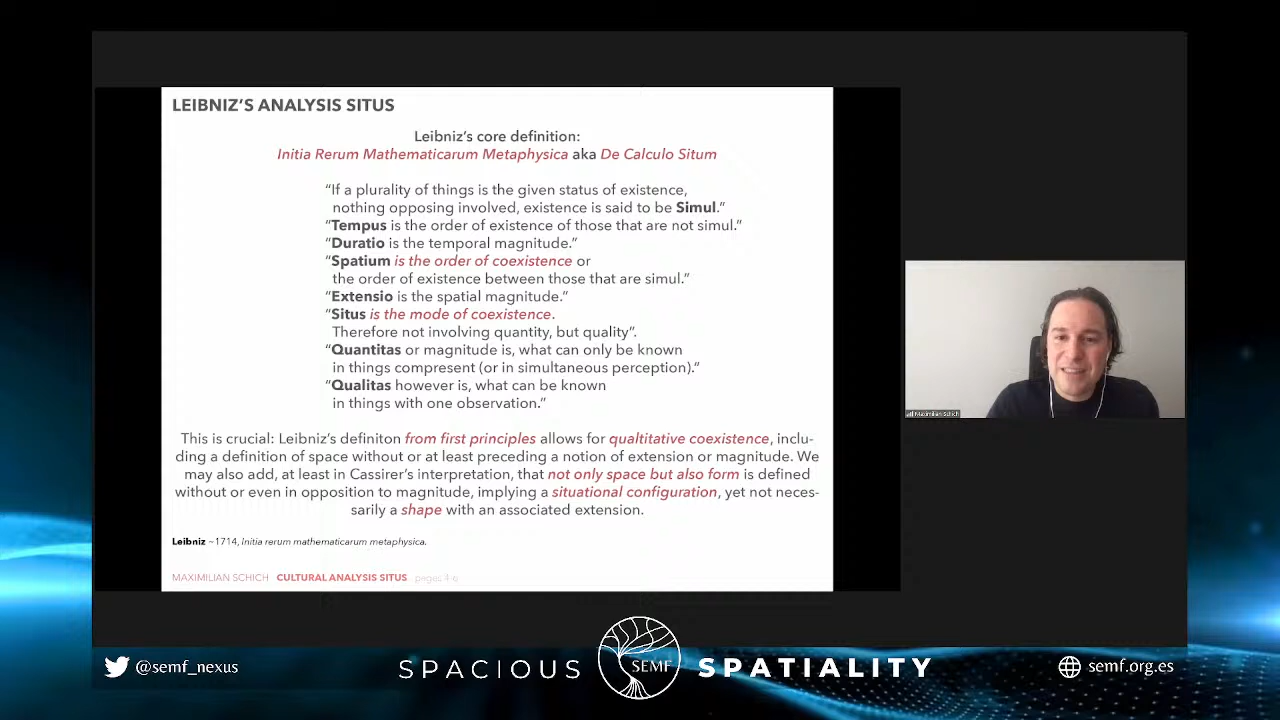 LEIBNIZ'S ANALYSIS SITUS
Leibniz's core definition:
Initia Rerum Mathematicarum Metaphysica aka De Calculo Situm
“If a plurality of things is the given status of existence,
nothing opposing involved, existence is said to be Simul.”
“Tempus is the order of existence of those that are not simul.”
“Duratio is the temporal magnitude.”
“Spatium is the order of coexistence or
the order of existence between those that are simul.”
“Extensio is the spatial magnitude.”
“Situs is the mode of coexistence.
Therefore not involving quantity, but quality”.
“Quantitas or magnitude is, what can only be known
in things compresent (or in simultaneous perception).”
“Qualitas however is, what can be known
in things with one observation.”
This is crucial: Leibniz's definiton from first principles allows for qualtitative coexistence, inclu-
ding a definition of space without or at least preceding a notion of extension or magnitude. We
may also add, at least in Cassirer's interpretation, that not only space but also form is defined
without or even in opposition to magnitude, implying a situational configuration, yet not neces-
sarily a shape with an associated extension.
Leibniz ~1714, Initia rerum mathematicarum metaphysica.
MAXIMILIAN SCHICH CULTURAL ANALYSIS SITUS pages 4-6
Maximilian Schich
@semf_nexus
SPACIOUS SEMF SPATIALITY
semf.org.es